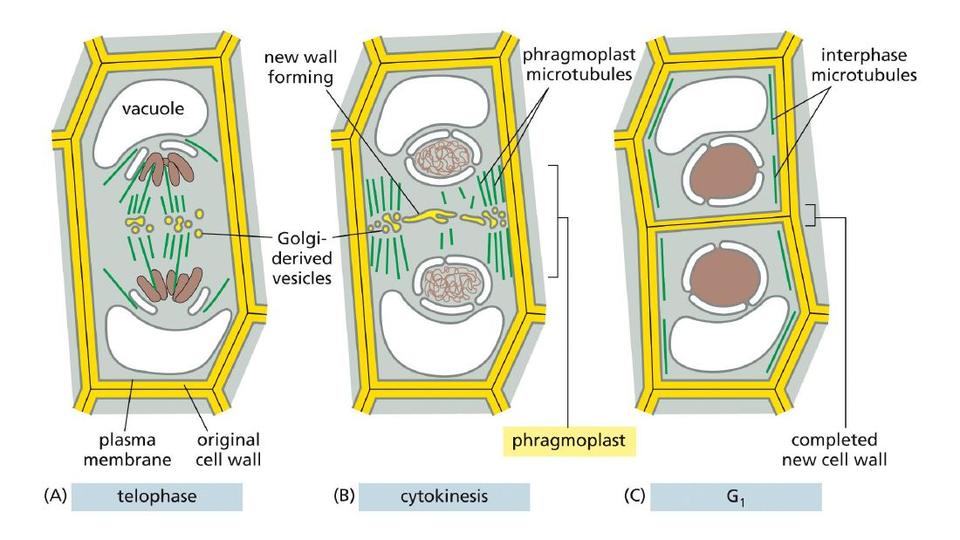 new wall
forming
phragmoplast
microtubules
interphase
microtubules
vacuole
Golgi-
derived
vesicles
plasma
membrane
original
cell wall
phragmoplast
completed
new cell wall
(A) telophase
(B) cytokinesis
(C) G₁